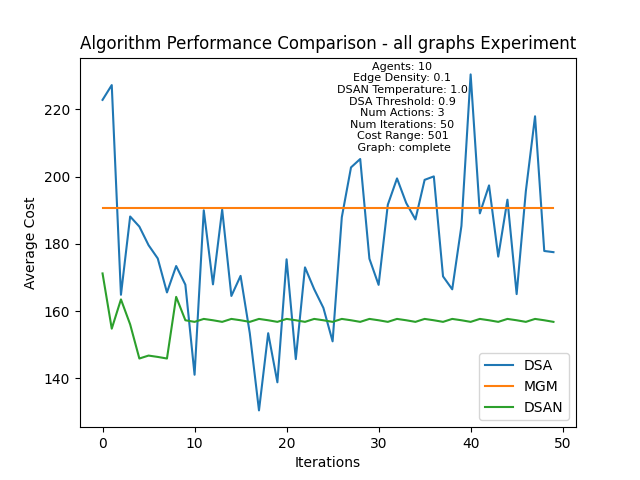 Algorithm Performance Comparison - all graphs Experiment
Agents: 10
Edge Density: 0.1
DSAN Temperature: 1.0
DSA Threshold: 0.9
Num Actions: 3
Num Iterations: 50
Cost Range: 501
Graph: complete
Average Cost
220
200
180
160
140
0 10 20 30 40 50
Iterations
DSA
MGM
DSAN